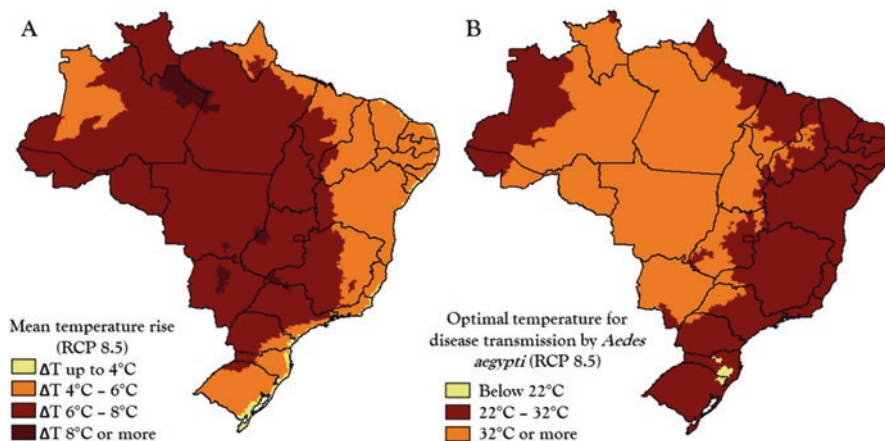 A
B
Mean temperature rise
(RCP 8.5)
ΔT up to 4°C
ΔT 4°C – 6°C
ΔT 6°C – 8°C
ΔT 8°C or more
Optimal temperature for
disease transmission by Aedes
aegypti (RCP 8.5)
Below 22°C
22°C – 32°C
32°C or more